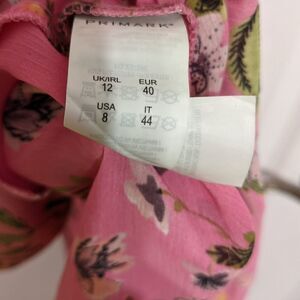 PRIMARK
UK/IRL EUR
12 40
USA IT
8 44